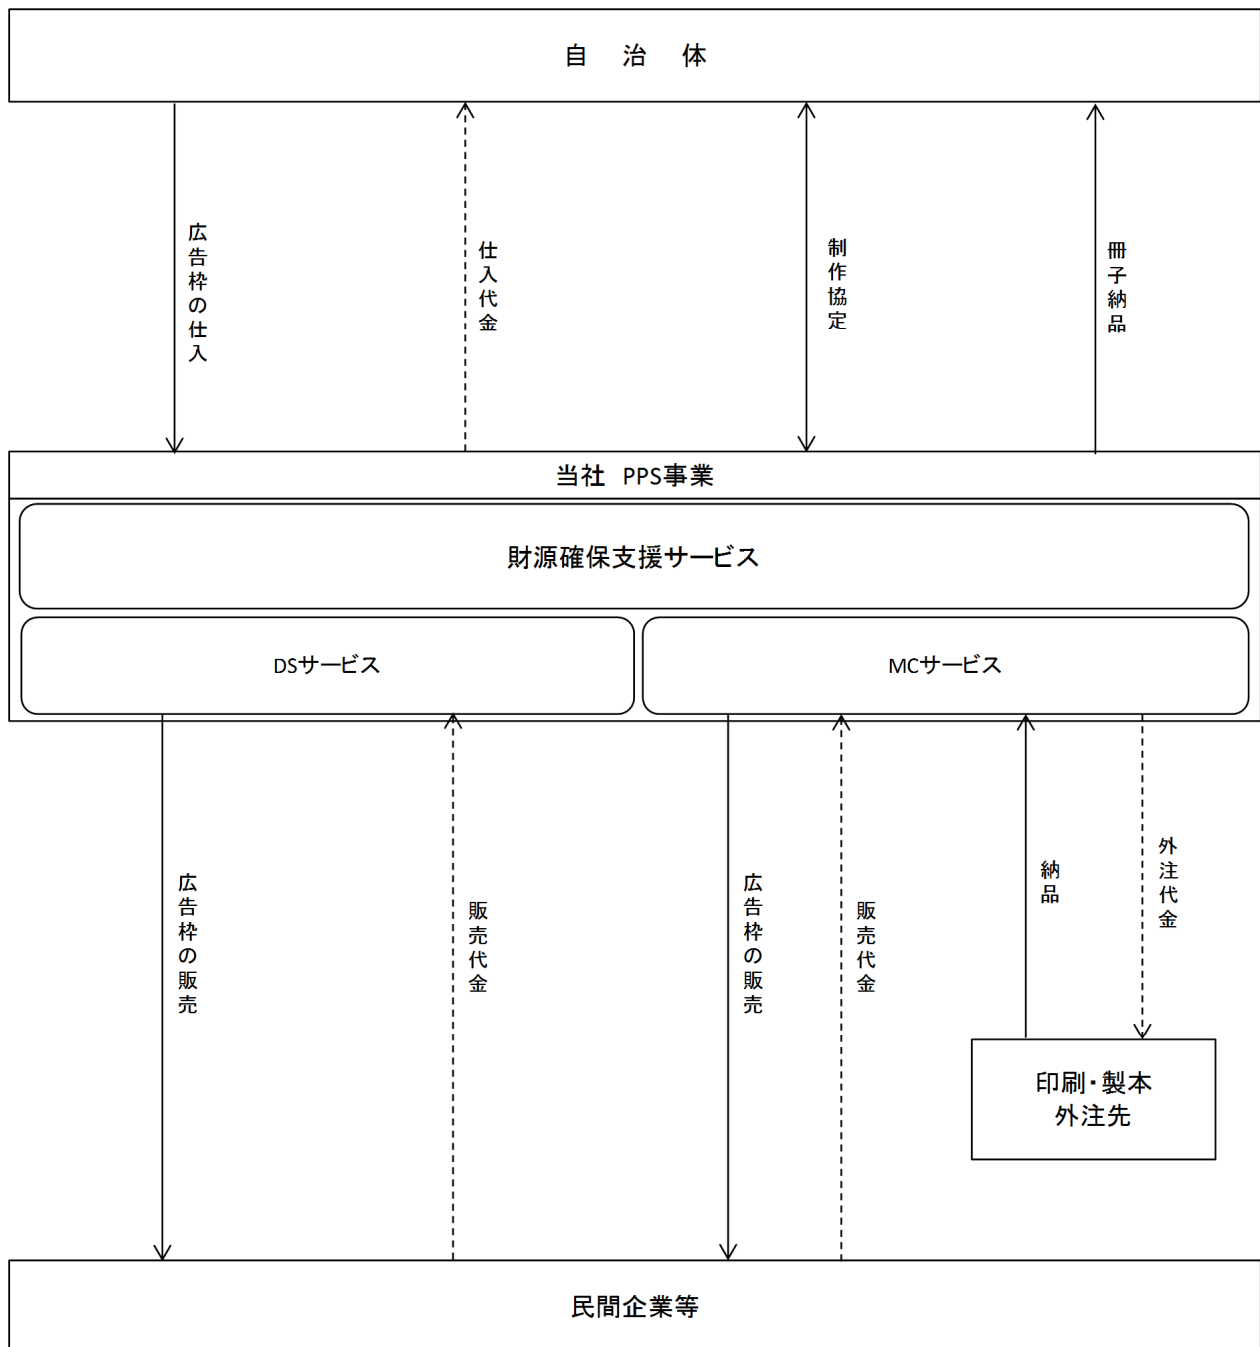 自 治 体
広告枠の仕入
仕入代金
制作協定
冊子納品
当社 PPS事業
財源確保支援サービス
DSサービス
MCサービス
広告枠の販売
販売代金
広告枠の販売
販売代金
納品
外注代金
印刷・製本
外注先
民間企業等